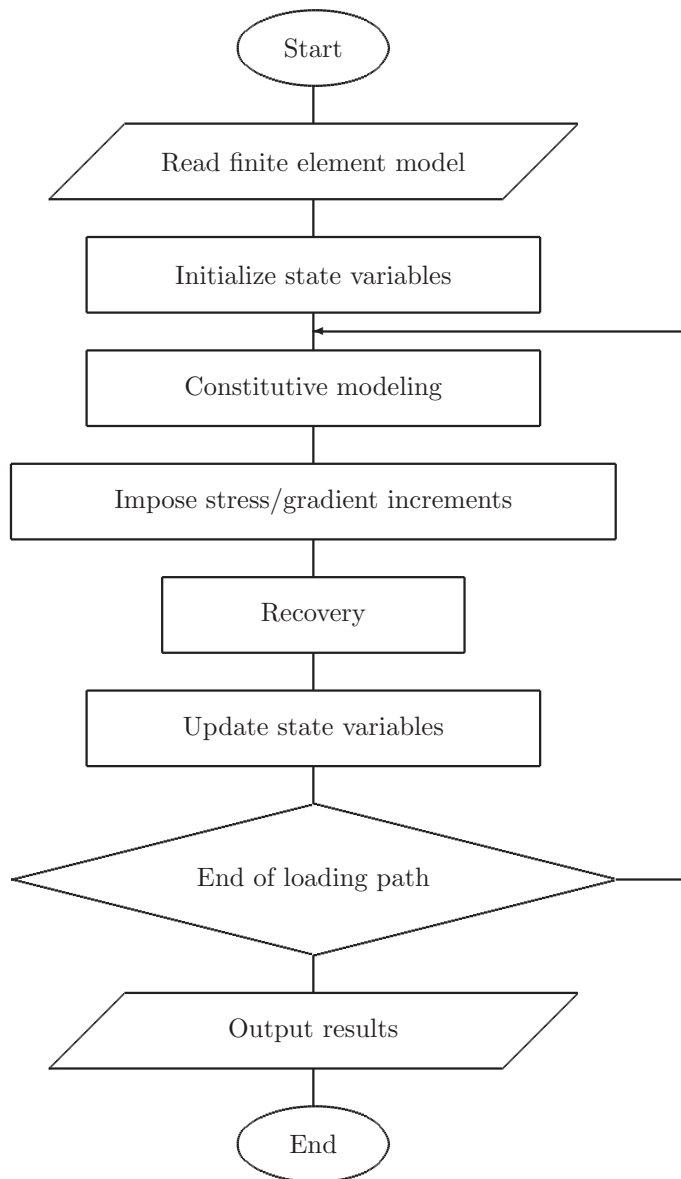 Start
Read finite element model
Initialize state variables
Constitutive modeling
Impose stress/gradient increments
Recovery
Update state variables
End of loading path
Output results
End